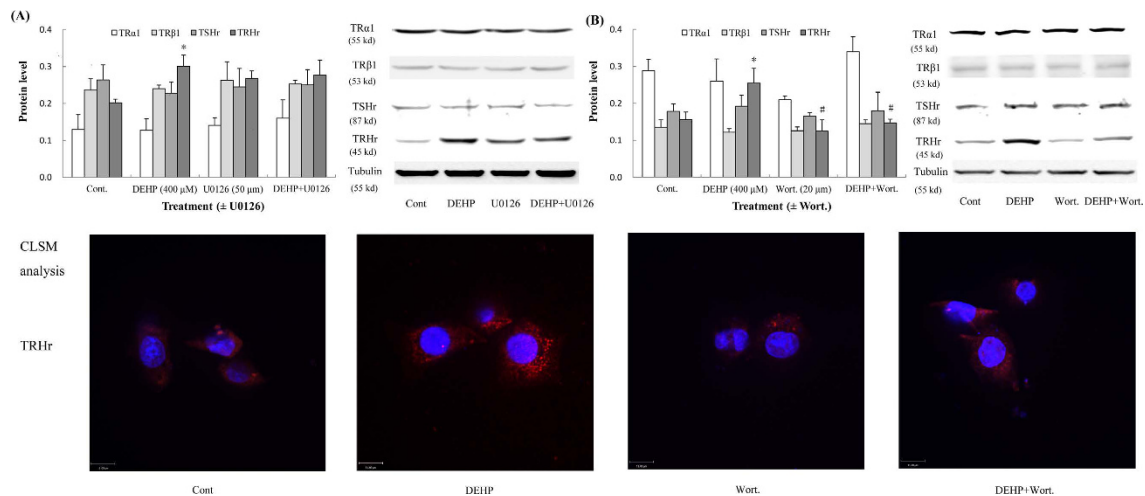 (A)
TRα1 TRβ1 TSHr TRHr
*
Protein level
0.4
0.3
0.2
0.1
0.0
Cont. DEHP (400 μM) U0126 (50 μm) DEHP+U0126
Treatment (± U0126)
TRα1
(55 kd)
TRβ1
(53 kd)
TSHr
(87 kd)
TRHr
(45 kd)
Tubulin
(55 kd)
Cont DEHP U0126 DEHP+U0126
(B)
TRα1 TRβ1 TSHr TRHr
* # #
Protein level
0.4
0.3
0.2
0.1
0.0
Cont. DEHP (400 μM) Wort. (20 μm) DEHP+Wort.
Treatment (± Wort.)
TRα1
(55 kd)
TRβ1
(53 kd)
TSHr
(87 kd)
TRHr
(45 kd)
Tubulin
(55 kd)
Cont DEHP Wort. DEHP+Wort.
CLSM
analysis
TRHr
Cont DEHP Wort. DEHP+Wort.